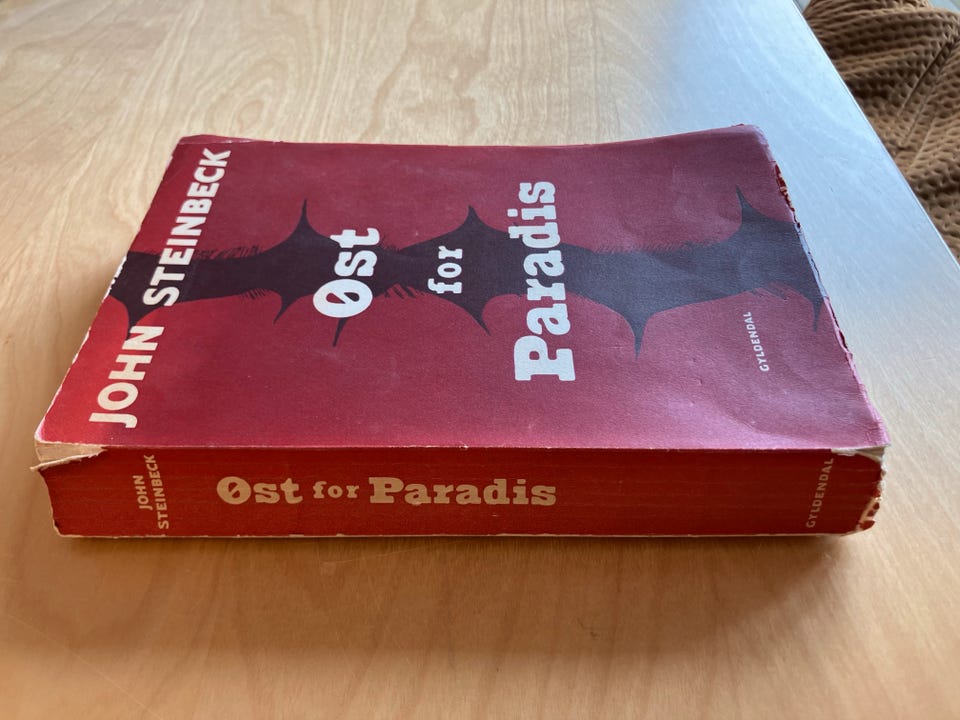 JOHN STEINBECK
Øst
for
Paradis
GYLDENDAL
JOHN
STEINBECK
Øst for Paradis
GYLDENDAL